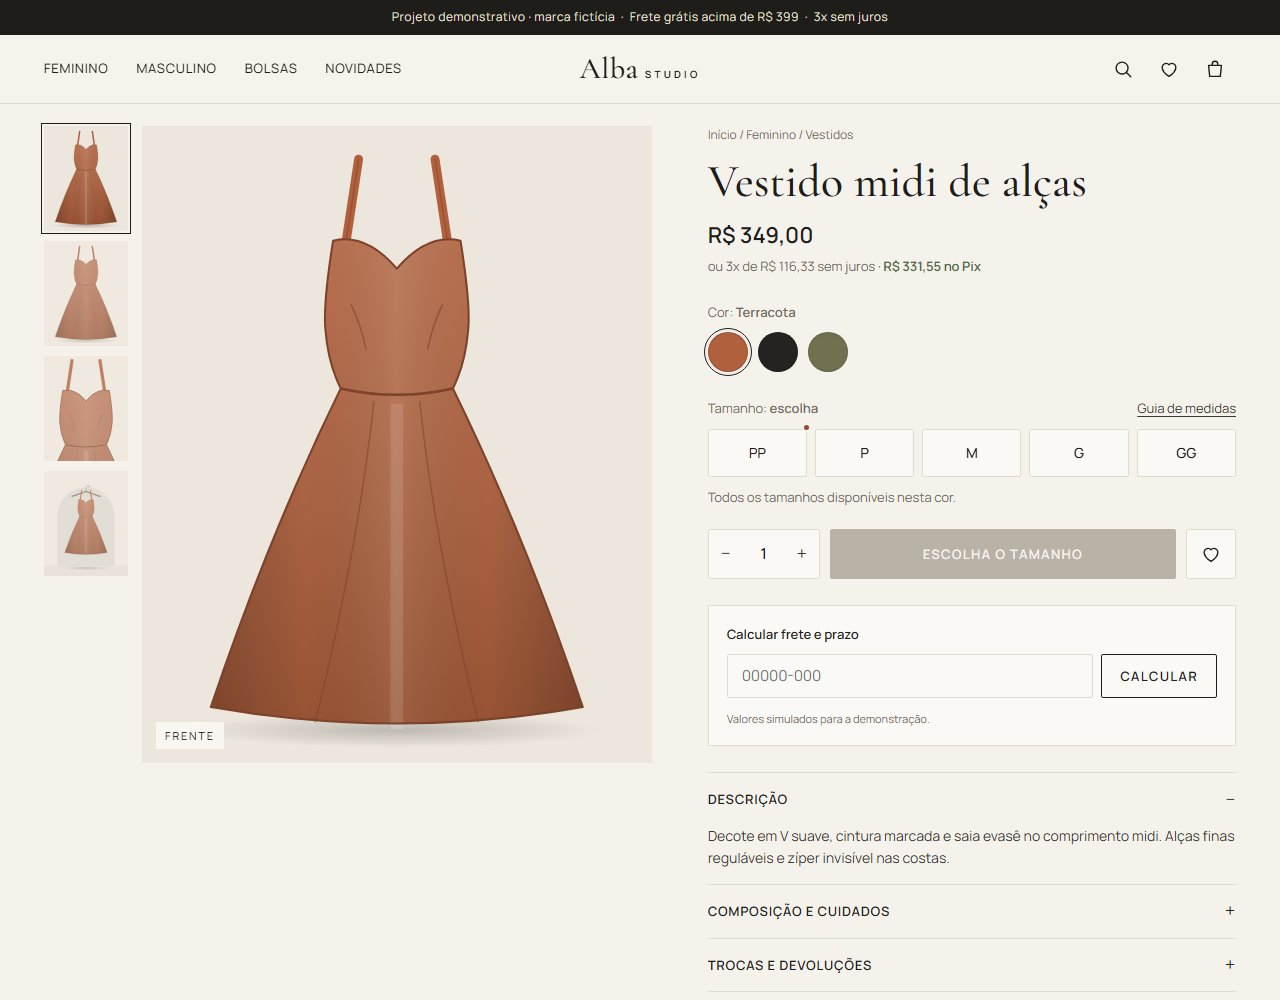 Projeto demonstrativo · marca fictícia · Frete grátis acima de R$ 399 · 3x sem juros
FEMININO MASCULINO BOLSAS NOVIDADES
Alba STUDIO
Início / Feminino / Vestidos
Vestido midi de alças
R$ 349,00
ou 3x de R$ 116,33 sem juros · R$ 331,55 no Pix
Cor: Terracota
Tamanho: escolha
Guia de medidas
PP P M G GG
Todos os tamanhos disponíveis nesta cor.
− 1 + ESCOLHA O TAMANHO
Calcular frete e prazo
00000-000 CALCULAR
Valores simulados para a demonstração.
FRENTE
DESCRIÇÃO −
Decote em V suave, cintura marcada e saia evasê no comprimento midi. Alças finas
reguláveis e zíper invisível nas costas.
COMPOSIÇÃO E CUIDADOS +
TROCAS E DEVOLUÇÕES +